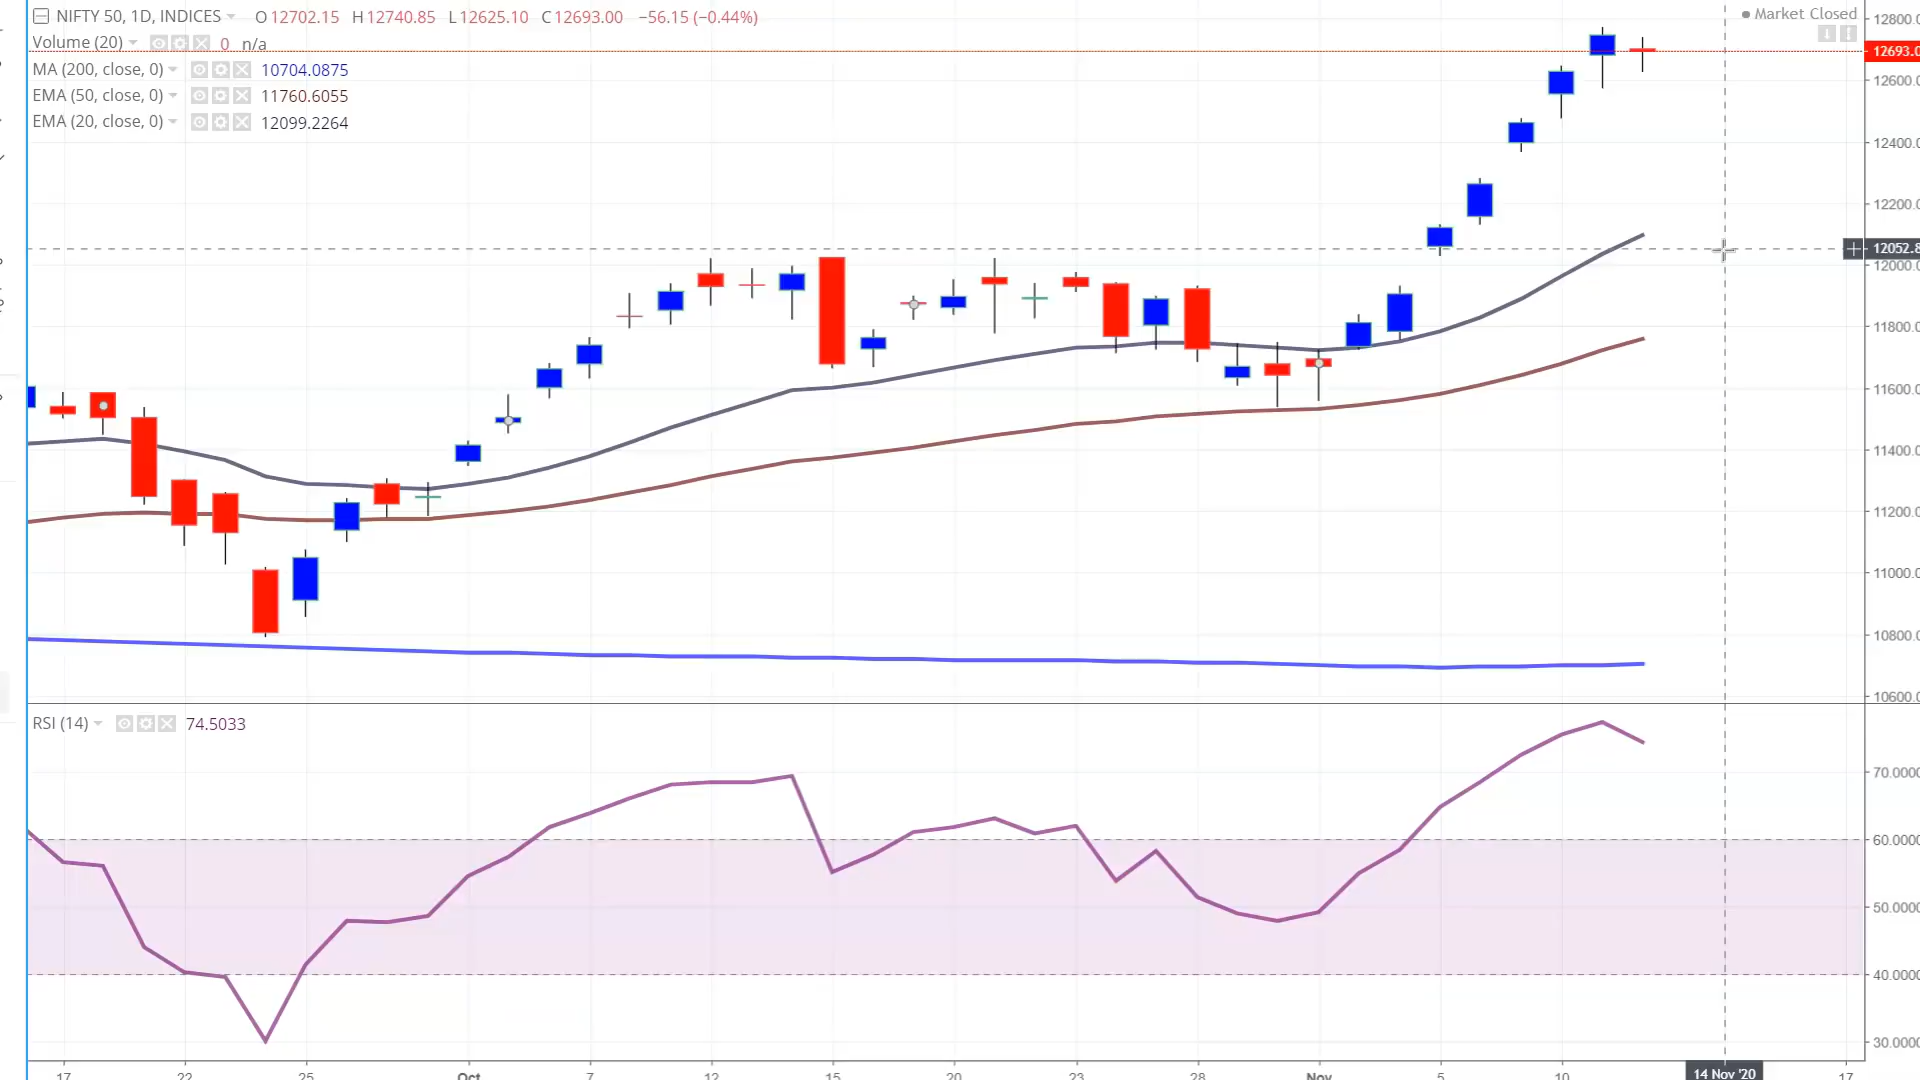 NIFTY 50, 1D, INDICES O12702.15 H12740.85 L12625.10 C12693.00 −56.15 (−0.44%)
Market Closed
Volume (20) 0 n/a
MA (200, close, 0) 10704.0875
EMA (50, close, 0) 11760.6055
EMA (20, close, 0) 12099.2264
12800.0
12693.0
12600.0
12400.0
12200.0
12052.8
12000.0
11800.0
11600.0
11400.0
11200.0
11000.0
10800.0
10600.0
RSI (14) 74.5033
70.0000
60.0000
50.0000
40.0000
30.0000
17 22 25 Oct 7 12 15 20 23 28 Nov 5 10 14 Nov '20 17